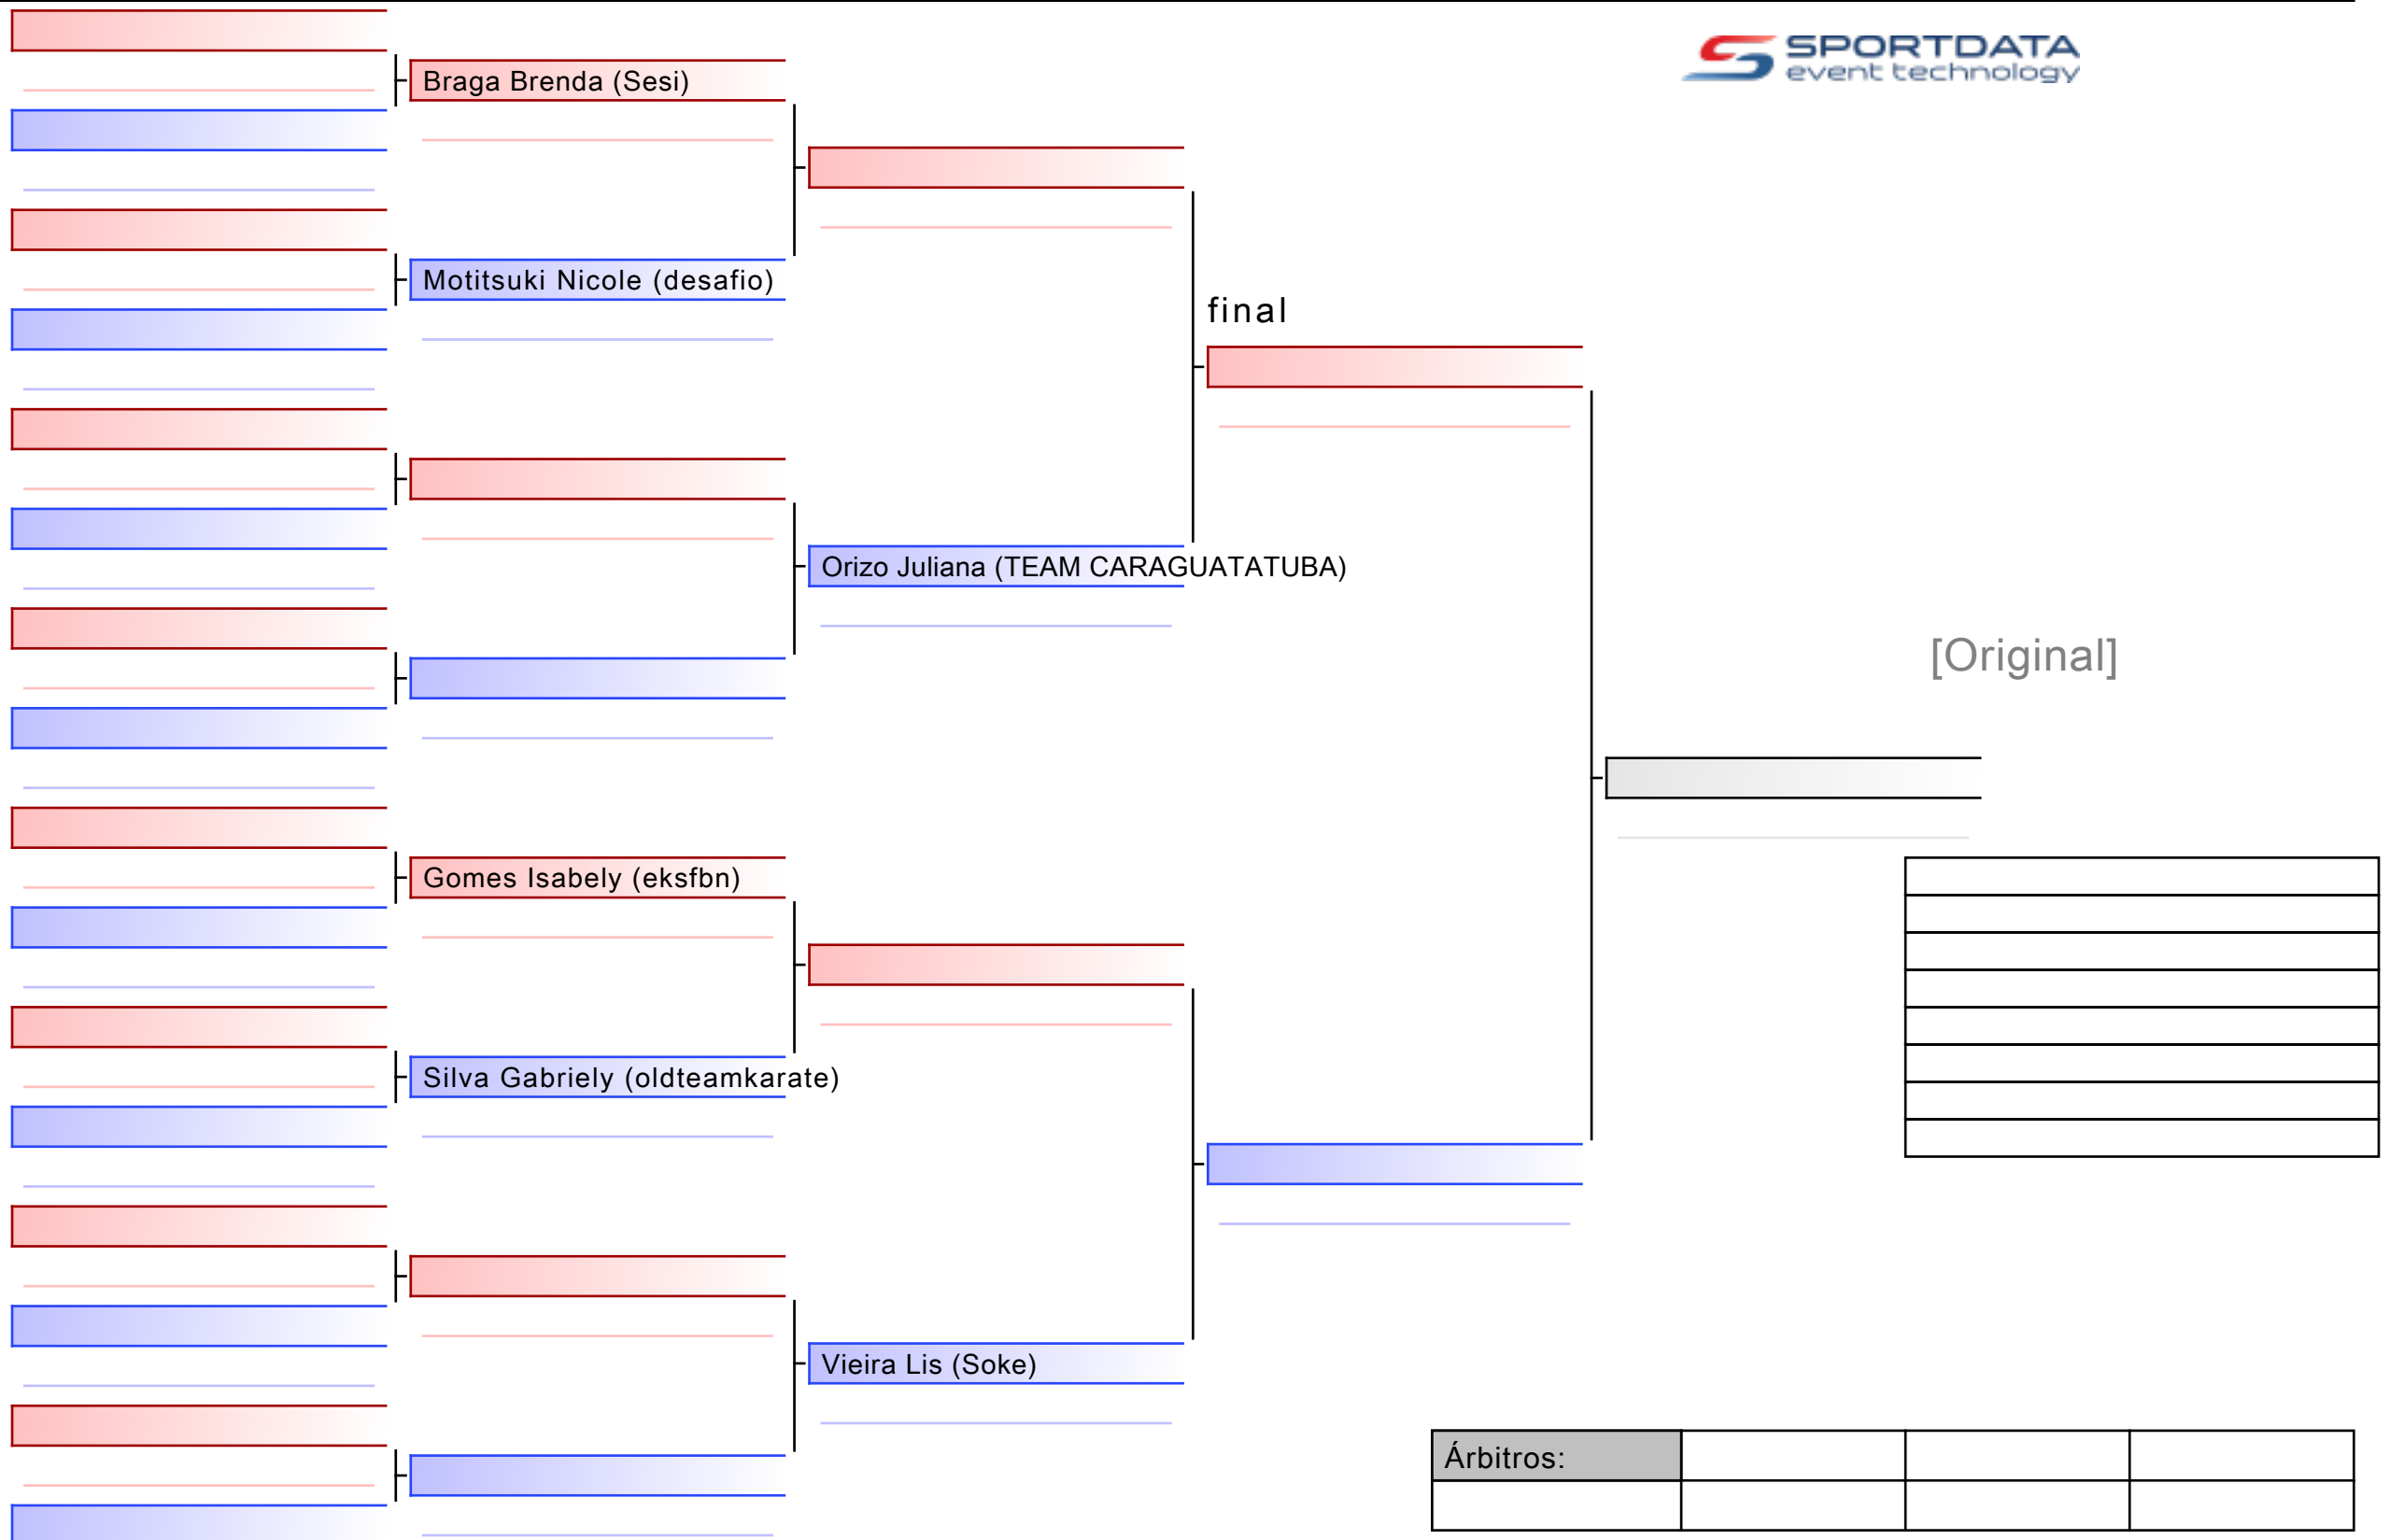 SPORTDATA
event technology
Braga Brenda (Sesi)
Motitsuki Nicole (desafio)
final
Orizo Juliana (TEAM CARAGUATATUBA)
[Original]
Gomes Isabely (eksfbn)
Silva Gabriely (oldteamkarate)
Vieira Lis (Soke)
Árbitros: